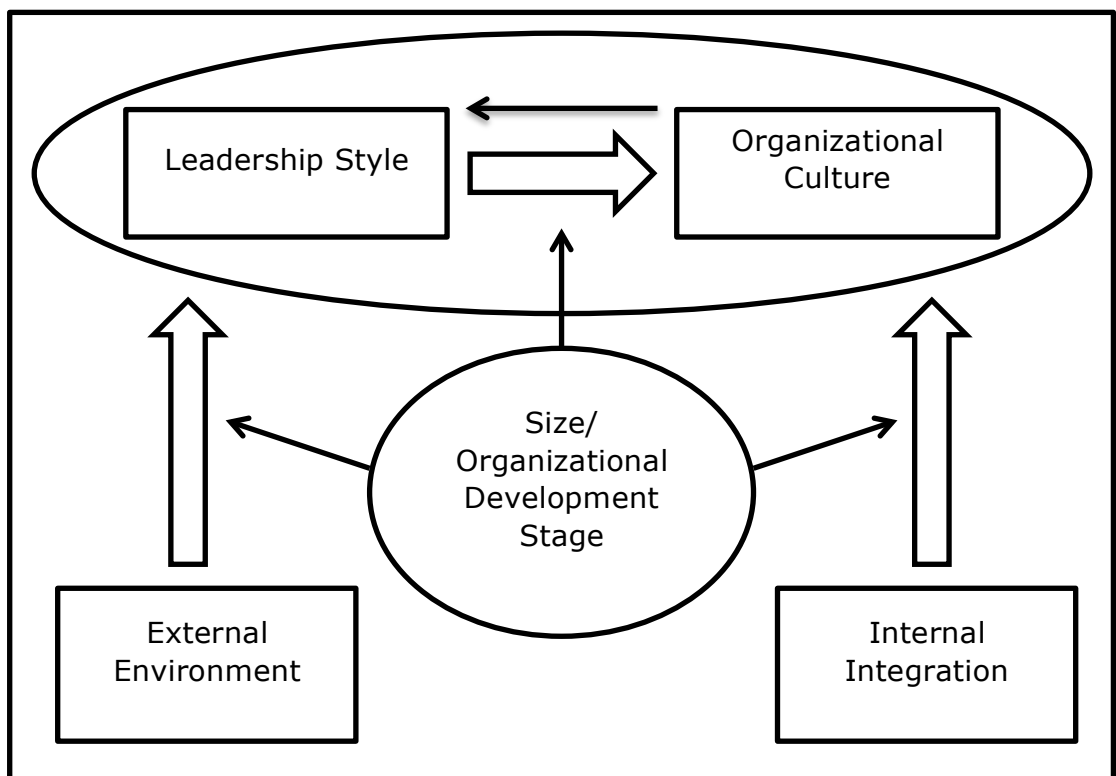 Leadership Style
Organizational
Culture
Size/
Organizational
Development
Stage
External
Environment
Internal
Integration